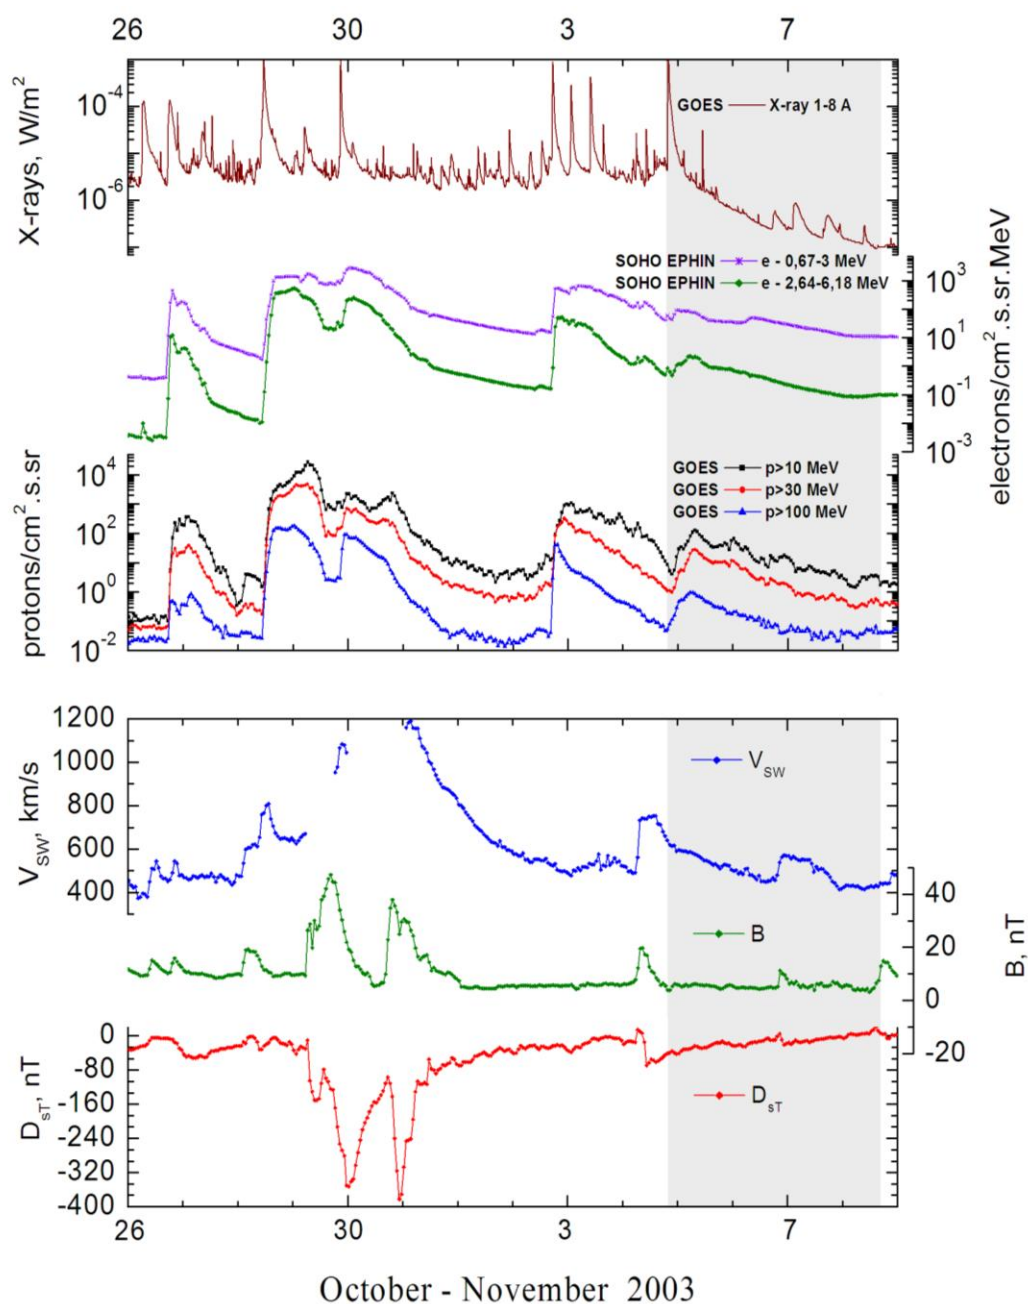 26 30 3 7
X-rays, W/m²
10⁻⁴
10⁻⁶
GOES X-ray 1-8 A
SOHO EPHIN e - 0,67-3 MeV
SOHO EPHIN e - 2,64-6,18 MeV
electrons/cm².s.sr.MeV
10³
10¹
10⁻¹
10⁻³
protons/cm².s.sr
10⁴
10²
10⁰
10⁻²
GOES p>10 MeV
GOES p>30 MeV
GOES p>100 MeV
V_SW, km/s
1200
1000
800
600
400
V_SW
B
B, nT
40
20
0
-20
D_sT, nT
0
-80
-160
-240
-320
-400
D_sT
26 30 3 7
October - November 2003